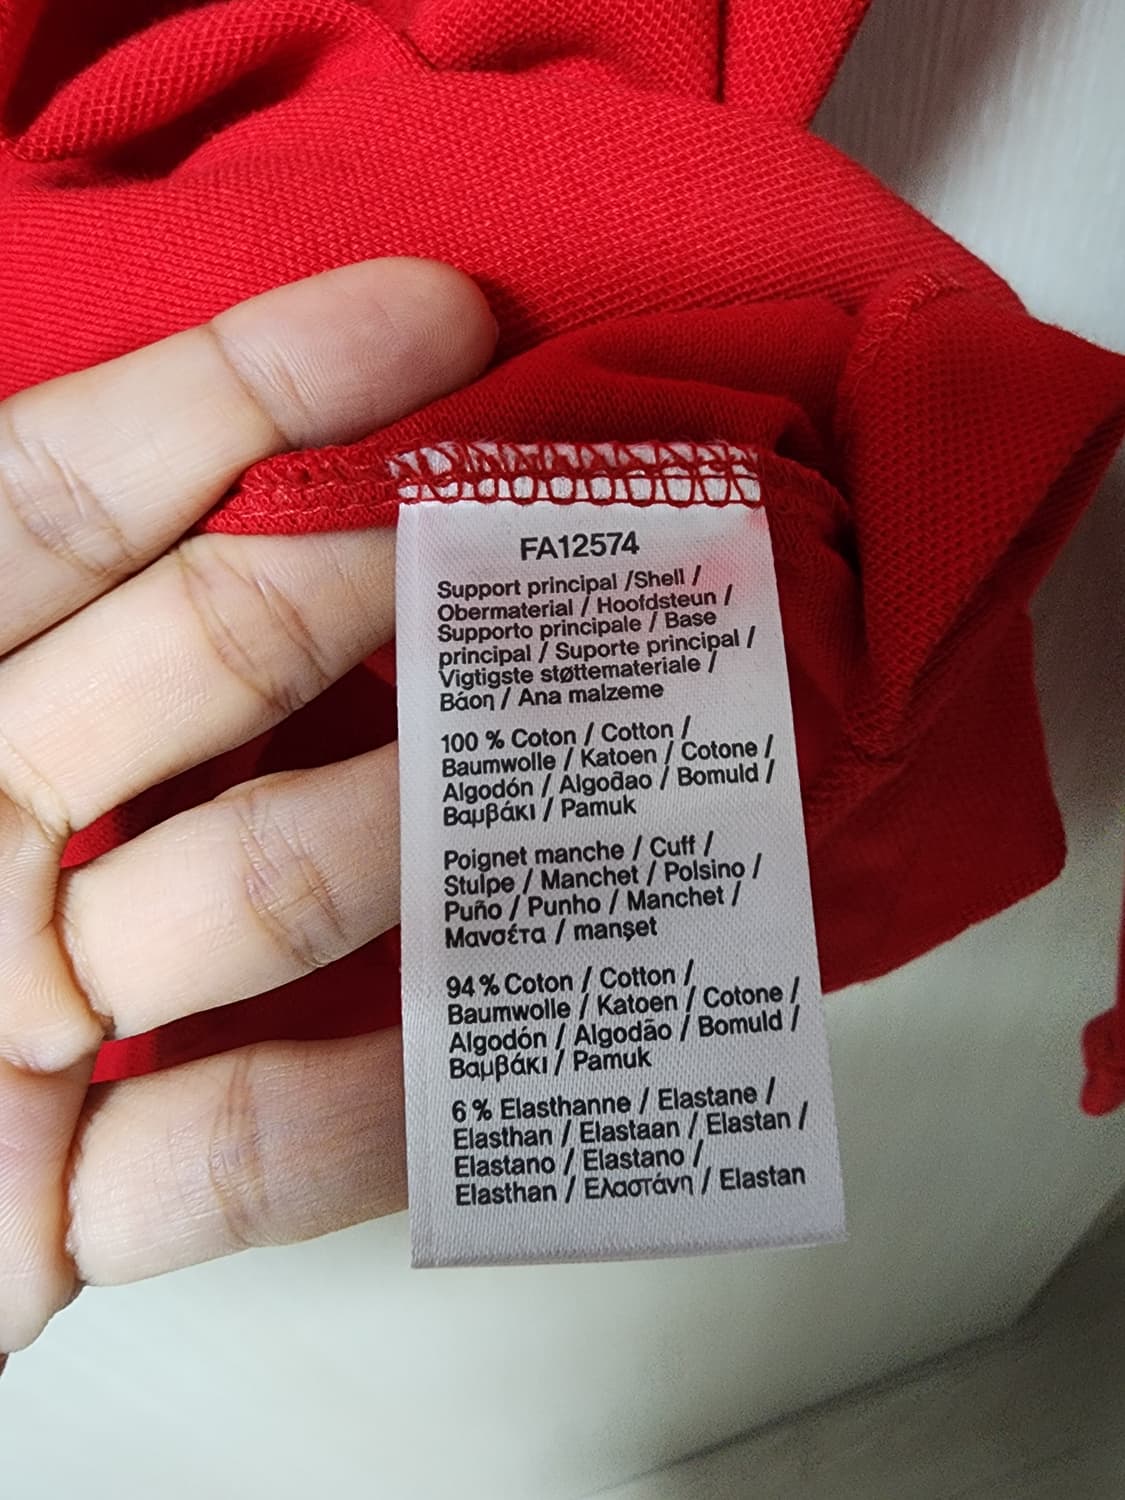 FA12574
Support principal /Shell /
Obermaterial / Hoofdsteun /
Supporto principale / Base
principal / Suporte principal /
Vigtigste støttemateriale /
Βάση / Ana malzeme
100 % Coton / Cotton /
Baumwolle / Katoen / Cotone /
Algodón / Algođao / Bomuld /
Βαμβάκι / Pamuk
Poignet manche / Cuff /
Stulpe / Manchet / Polsino /
Puño / Punho / Manchet /
Μανσέτα / manşet
94 % Coton / Cotton /
Baumwolle / Katoen / Cotone /
Algodón / Algodão / Bomuld /
Βαμβάκι / Pamuk
6 % Elasthanne / Elastane /
Elasthan / Elastaan / Elastan /
Elastano / Elastano /
Elasthan / Ελαστάνη / Elastan